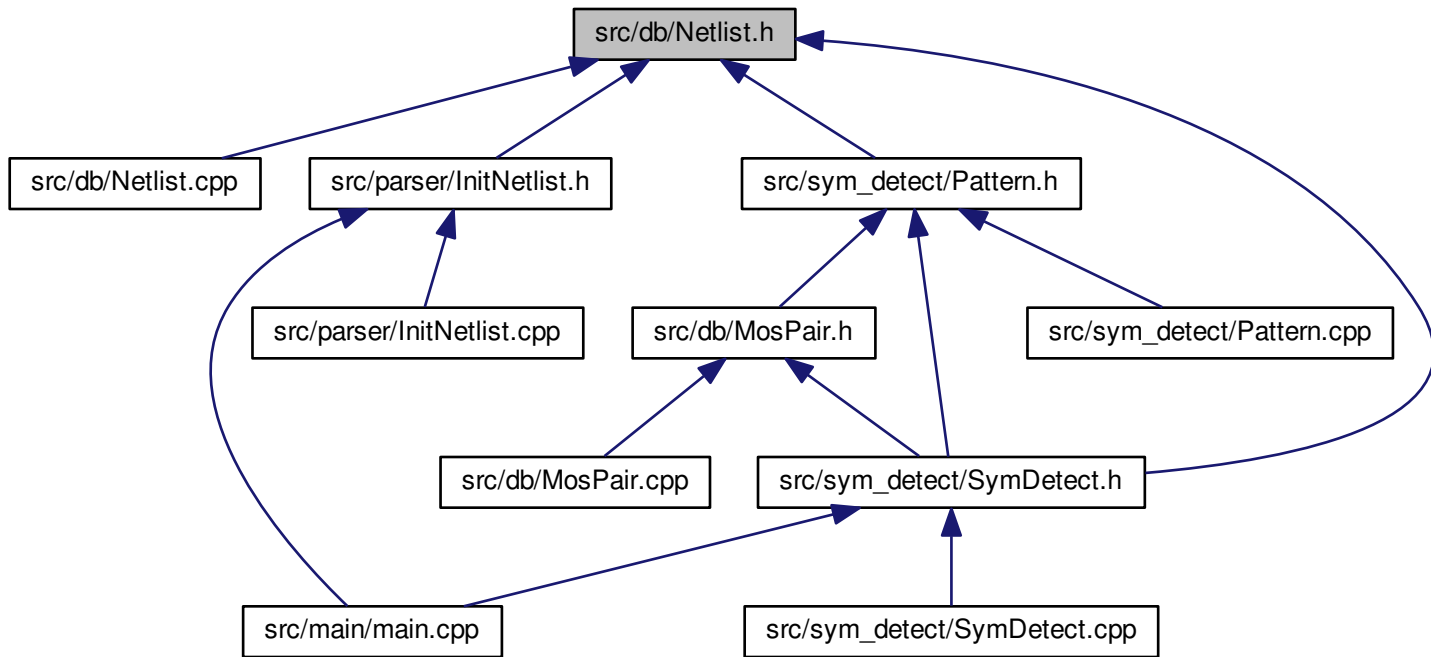 src/db/Netlist.h
src/db/Netlist.cpp
src/parser/InitNetlist.h
src/sym_detect/Pattern.h
src/parser/InitNetlist.cpp
src/db/MosPair.h
src/sym_detect/Pattern.cpp
src/db/MosPair.cpp
src/sym_detect/SymDetect.h
src/main/main.cpp
src/sym_detect/SymDetect.cpp